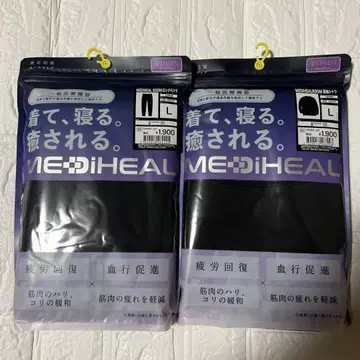 WOMEN
一般医療機器
L
¥1,900
着て、寝る。
癒される。
MEDiHEAL
疲労回復
×
血行促進
筋肉のハリ、
コリの緩和
筋肉の疲れを軽減
WOMEN
一般医療機器
L
¥1,900
着て、寝る。
癒される。
MEDiHEAL
疲労回復
×
血行促進
筋肉のハリ、
コリの緩和
筋肉の疲れを軽減